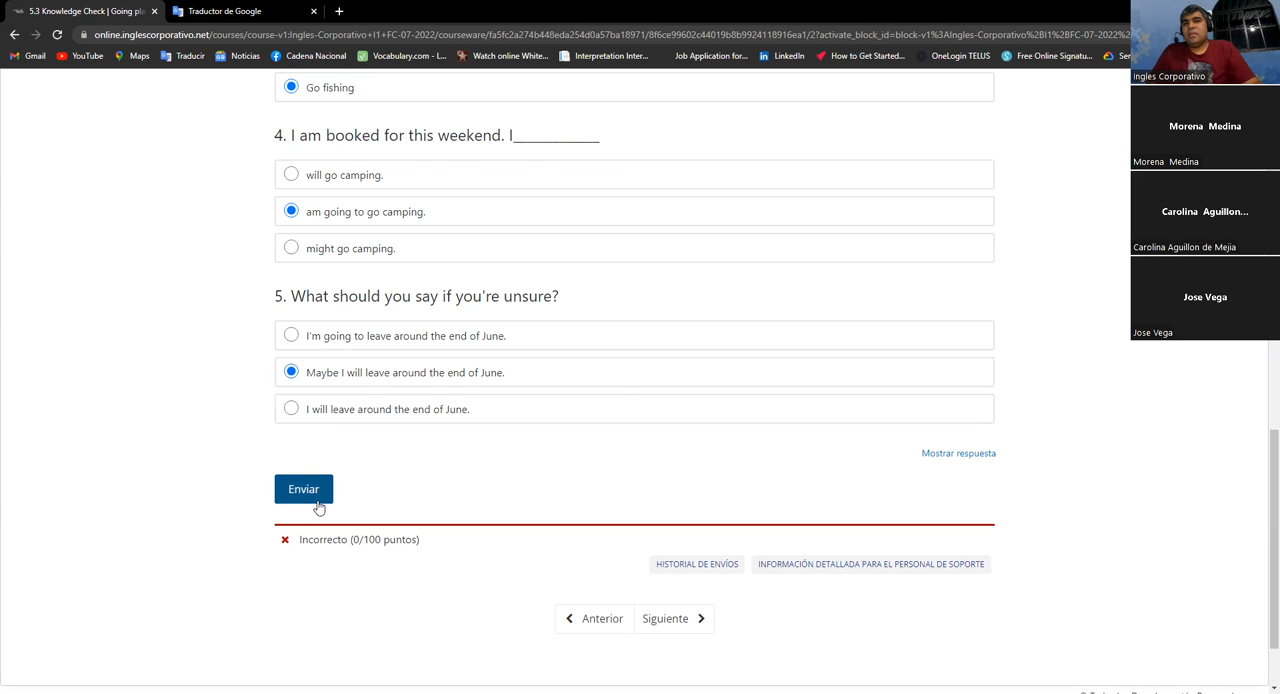 5.3 Knowledge Check | Going pla
Traductor de Google
online.inglescorporativo.net/courses/course-v1:Ingles-Corporativo+I1+FC-07-2022/courseware/fa5fc2a274b448eda254d0a57ba18971/8f6ce99602c44019b8b9924118916ea1/2?activate_block_id=block-v1%3AIngles-Corporativo%2BI1%2BFC-07-2022%
Gmail
YouTube
Maps
Traducir
Noticias
Cadena Nacional
Vocabulary.com - L...
Watch online White...
Interpretation Inter...
Job Application for...
LinkedIn
How to Get Started...
OneLogin TELUS
Free Online Signatu...
Ser
Ingles Corporativo
Morena Medina
Morena Medina
Carolina Aguillon...
Carolina Aguillon de Mejia
Jose Vega
Jose Vega
Go fishing
4. I am booked for this weekend. I_____________
will go camping.
am going to go camping.
might go camping.
5. What should you say if you're unsure?
I'm going to leave around the end of June.
Maybe I will leave around the end of June.
I will leave around the end of June.
Mostrar respuesta
Enviar
Incorrecto (0/100 puntos)
HISTORIAL DE ENVÍOS
INFORMACIÓN DETALLADA PARA EL PERSONAL DE SOPORTE
Anterior
Siguiente